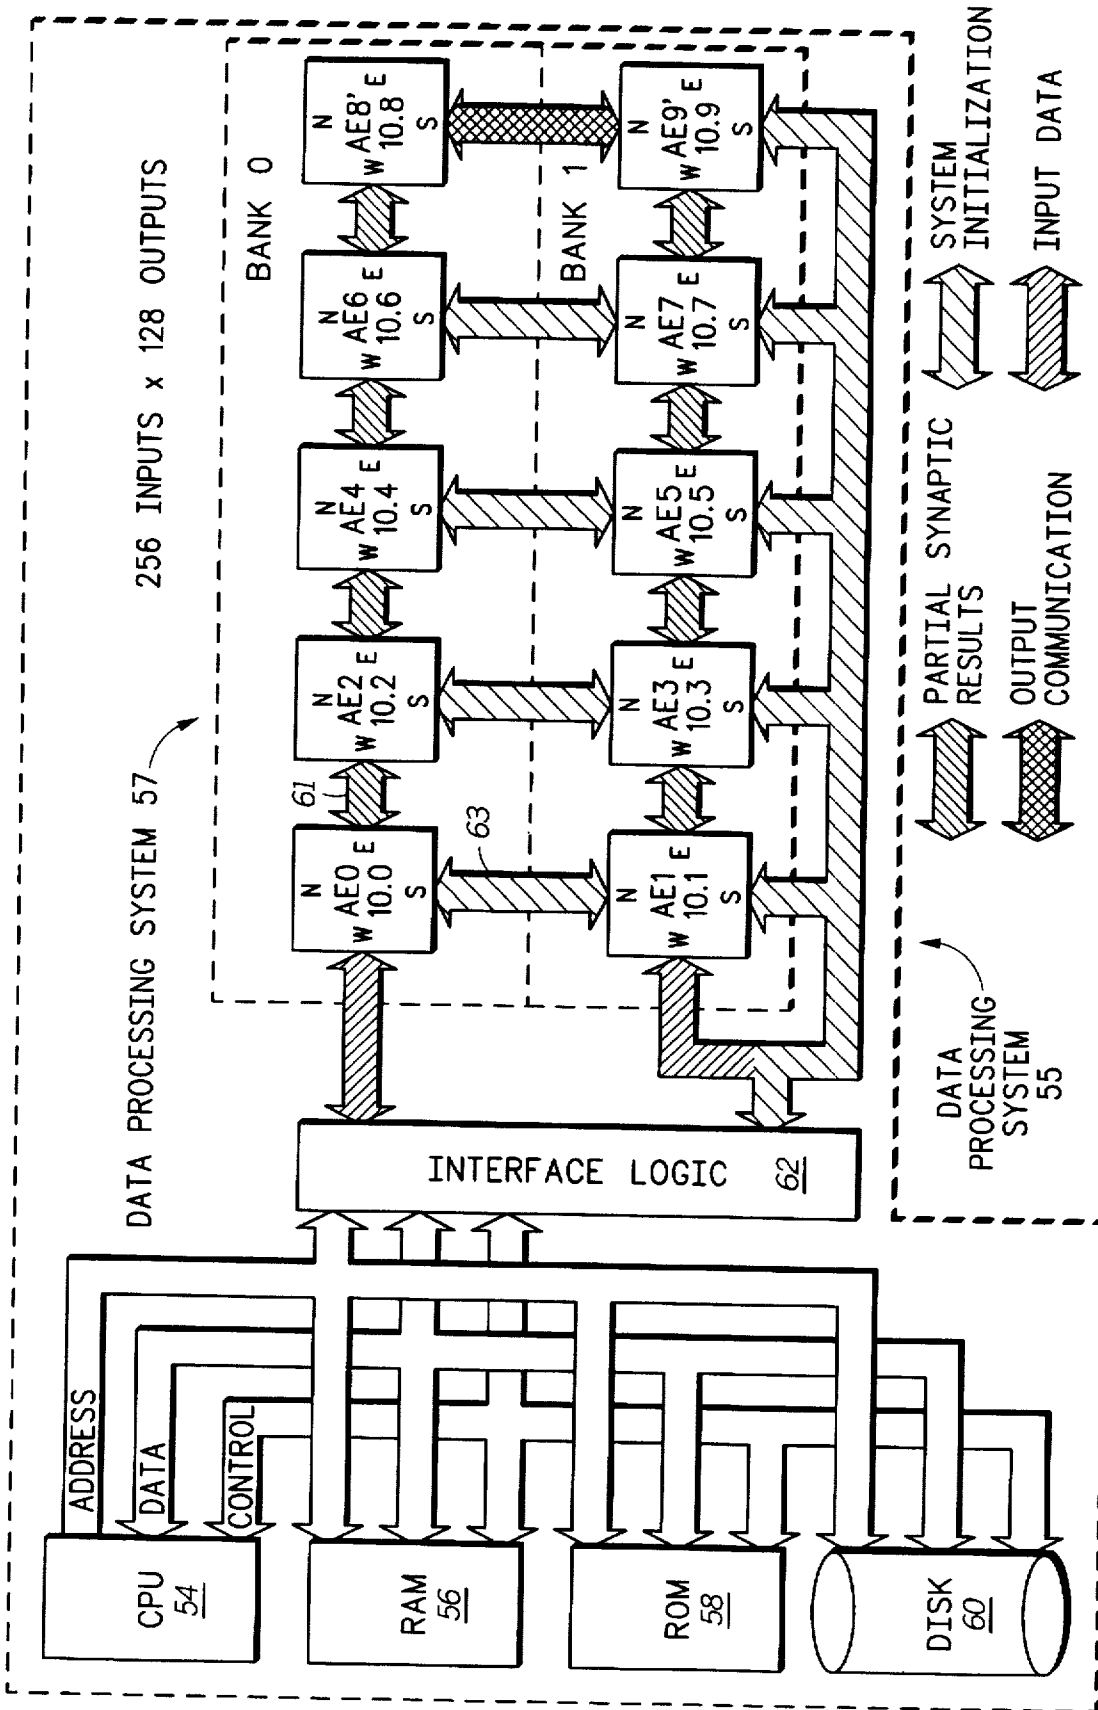 256 INPUTS x 128 OUTPUTS
DATA PROCESSING SYSTEM 57
BANK 0
N
W AE0 E
10.0
S
61
N
W AE2 E
10.2
S
N
W AE4 E
10.4
S
N
W AE6 E
10.6
S
N
W AE8' E
10.8
S
63
BANK 1
N
W AE1 E
10.1
S
N
W AE3 E
10.3
S
N
W AE5 E
10.5
S
N
W AE7 E
10.7
S
N
W AE9' E
10.9
S
INTERFACE LOGIC
62
ADDRESS
DATA
CONTROL
CPU
54
RAM
56
ROM
58
DISK
60
DATA
PROCESSING
SYSTEM
55
PARTIAL SYNAPTIC
RESULTS
SYSTEM
INITIALIZATION
OUTPUT
COMMUNICATION
INPUT DATA